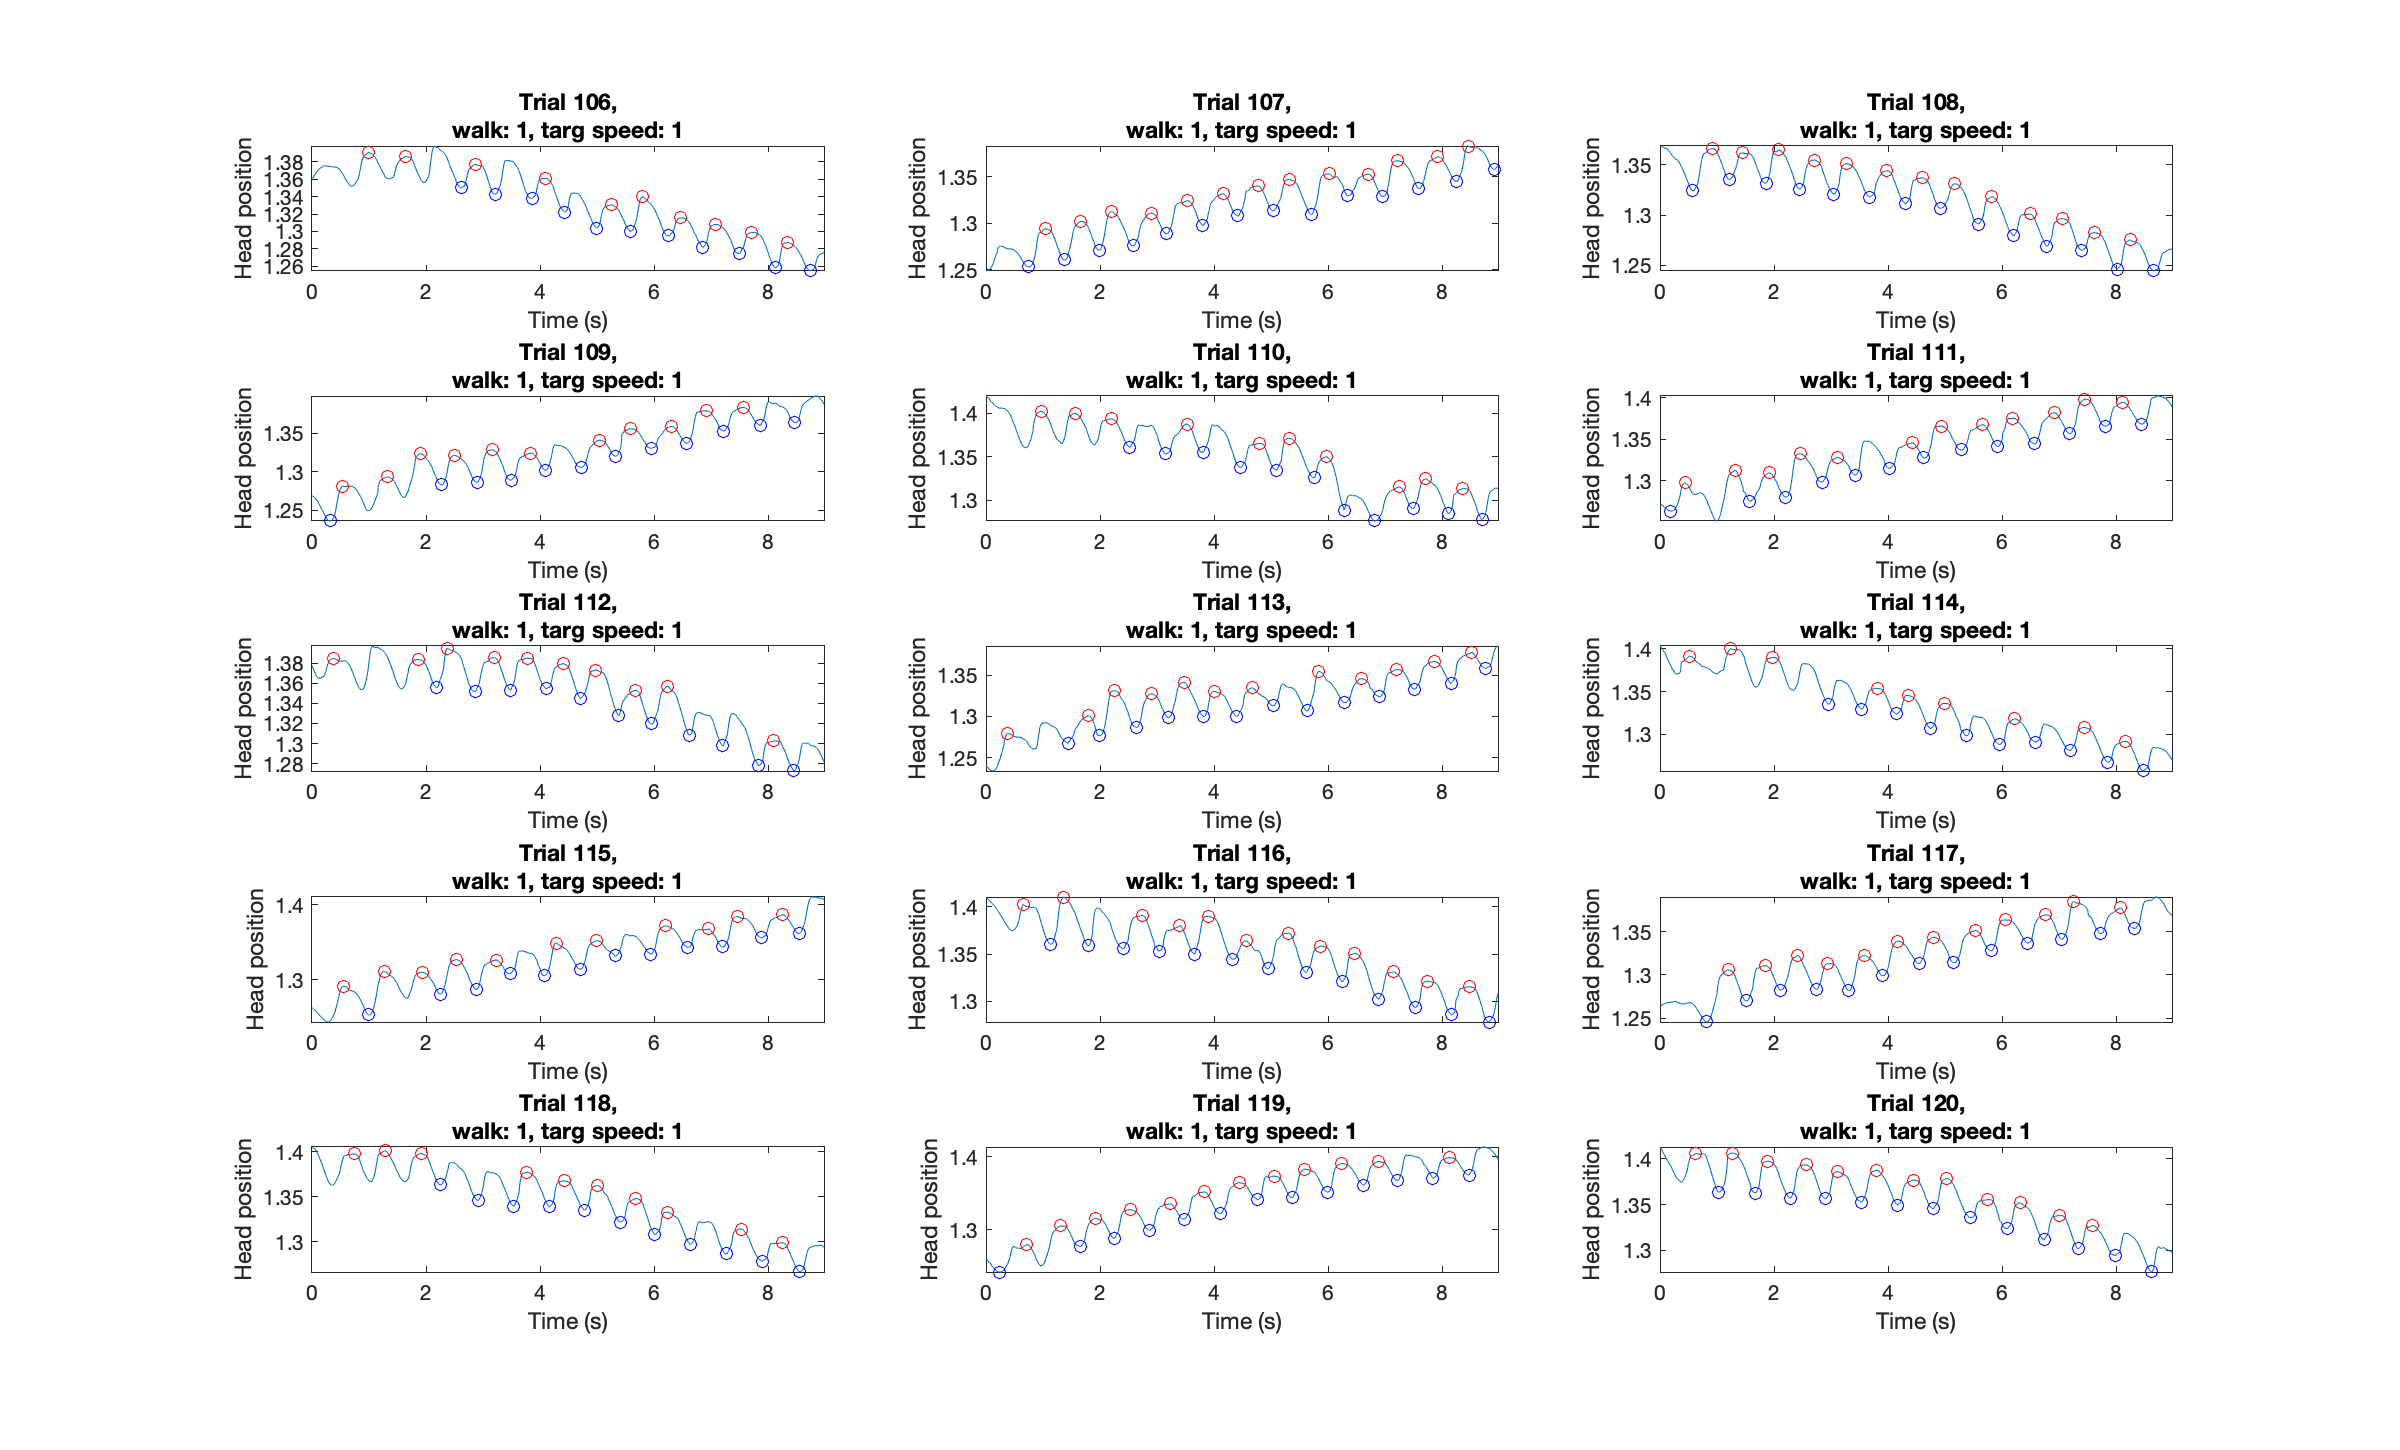 Trial 106,
walk: 1, targ speed: 1
Head position
1.38
1.36
1.34
1.32
1.3
1.28
1.26
0 2 4 6 8
Time (s)
Trial 107,
walk: 1, targ speed: 1
Head position
1.35
1.3
1.25
0 2 4 6 8
Time (s)
Trial 108,
walk: 1, targ speed: 1
Head position
1.35
1.3
1.25
0 2 4 6 8
Time (s)
Trial 109,
walk: 1, targ speed: 1
Head position
1.35
1.3
1.25
0 2 4 6 8
Time (s)
Trial 110,
walk: 1, targ speed: 1
Head position
1.4
1.35
1.3
0 2 4 6 8
Time (s)
Trial 111,
walk: 1, targ speed: 1
Head position
1.4
1.35
1.3
0 2 4 6 8
Time (s)
Trial 112,
walk: 1, targ speed: 1
Head position
1.38
1.36
1.34
1.32
1.3
1.28
0 2 4 6 8
Time (s)
Trial 113,
walk: 1, targ speed: 1
Head position
1.35
1.3
1.25
0 2 4 6 8
Time (s)
Trial 114,
walk: 1, targ speed: 1
Head position
1.4
1.35
1.3
0 2 4 6 8
Time (s)
Trial 115,
walk: 1, targ speed: 1
Head position
1.4
1.3
0 2 4 6 8
Time (s)
Trial 116,
walk: 1, targ speed: 1
Head position
1.4
1.35
1.3
0 2 4 6 8
Time (s)
Trial 117,
walk: 1, targ speed: 1
Head position
1.35
1.3
1.25
0 2 4 6 8
Time (s)
Trial 118,
walk: 1, targ speed: 1
Head position
1.4
1.35
1.3
0 2 4 6 8
Time (s)
Trial 119,
walk: 1, targ speed: 1
Head position
1.4
1.3
0 2 4 6 8
Time (s)
Trial 120,
walk: 1, targ speed: 1
Head position
1.4
1.35
1.3
0 2 4 6 8
Time (s)